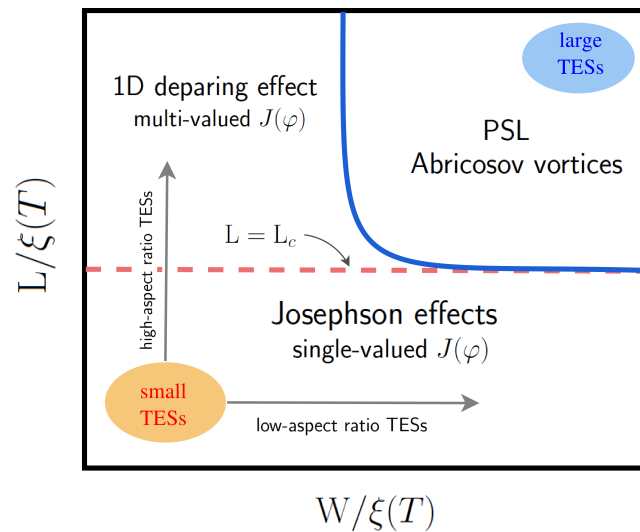 large
TESs
1D deparing effect
multi-valued J(φ)
PSL
Abricosov vortices
L/ξ(T)
high-aspect ratio TESs
L = L_c
Josephson effects
single-valued J(φ)
small
TESs
low-aspect ratio TESs
W/ξ(T)